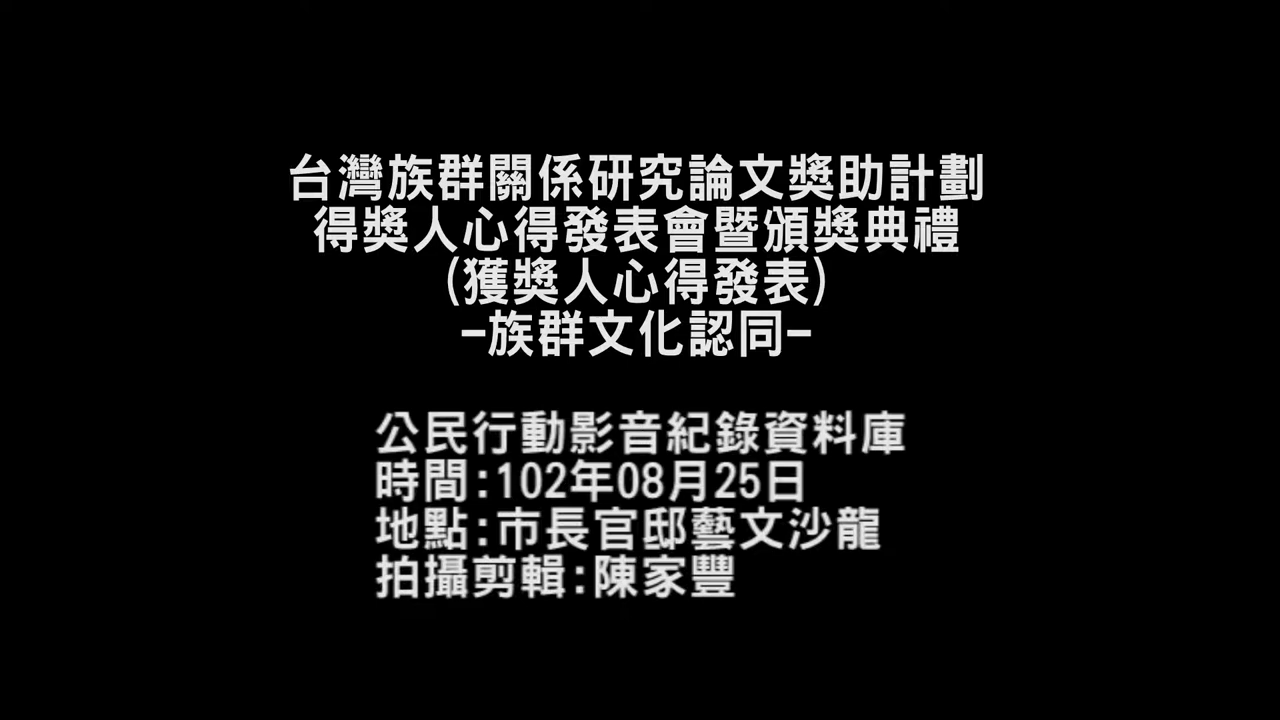 台灣族群關係研究論文獎助計劃
得獎人心得發表會暨頒獎典禮
(獲獎人心得發表)
-族群文化認同-
公民行動影音紀錄資料庫
時間:102年08月25日
地點:市長官邸藝文沙龍
拍攝剪輯:陳家豐